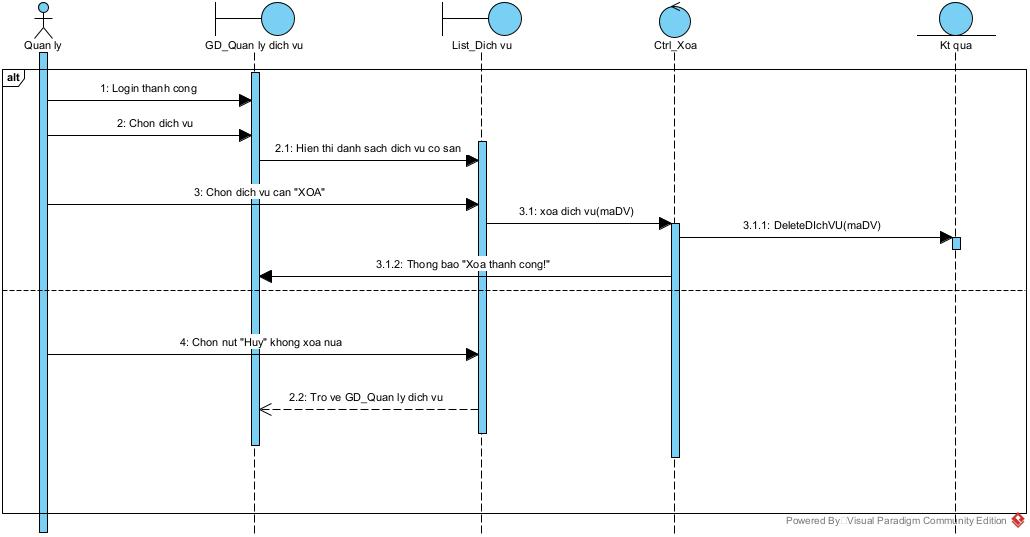 Quan ly
GD_Quan ly dich vu
List_Dich vu
Ctrl_Xoa
Kt qua
alt
1: Login thanh cong
2: Chon dich vu
2.1: Hien thi danh sach dich vu co san
3: Chon dich vu can "XOA"
3.1: xoa dich vu(maDV)
3.1.1: DeleteDIchVU(maDV)
3.1.2: Thong bao "Xoa thanh cong!"
4: Chon nut "Huy" khong xoa nua
2.2: Tro ve GD_Quan ly dich vu
Powered By Visual Paradigm Community Edition